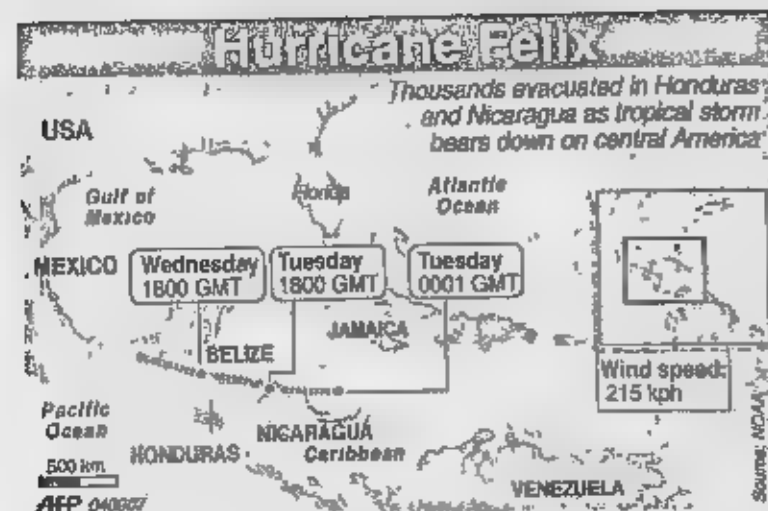 Hurricane Felix
Thousands evacuated in Honduras
and Nicaragua as tropical storm
bears down on central America
USA
Gulf of
Mexico
Florida
Atlantic
Ocean
MEXICO
Wednesday
1800 GMT
Tuesday
1800 GMT
Tuesday
0001 GMT
JAMAICA
BELIZE
Wind speed:
215 kph
Pacific
Ocean
HONDURAS
NICARAGUA
Caribbean
500 km
VENEZUELA
AFP 040907
Source: NOAA